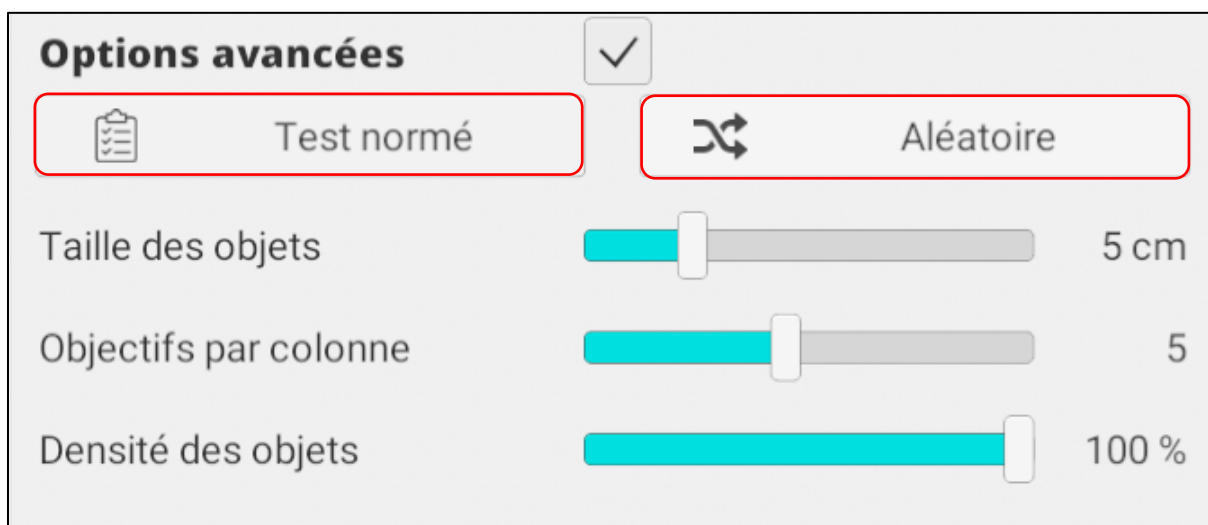 Options avancées
Test normé Aléatoire
Taille des objets 5 cm
Objectifs par colonne 5
Densité des objets 100 %